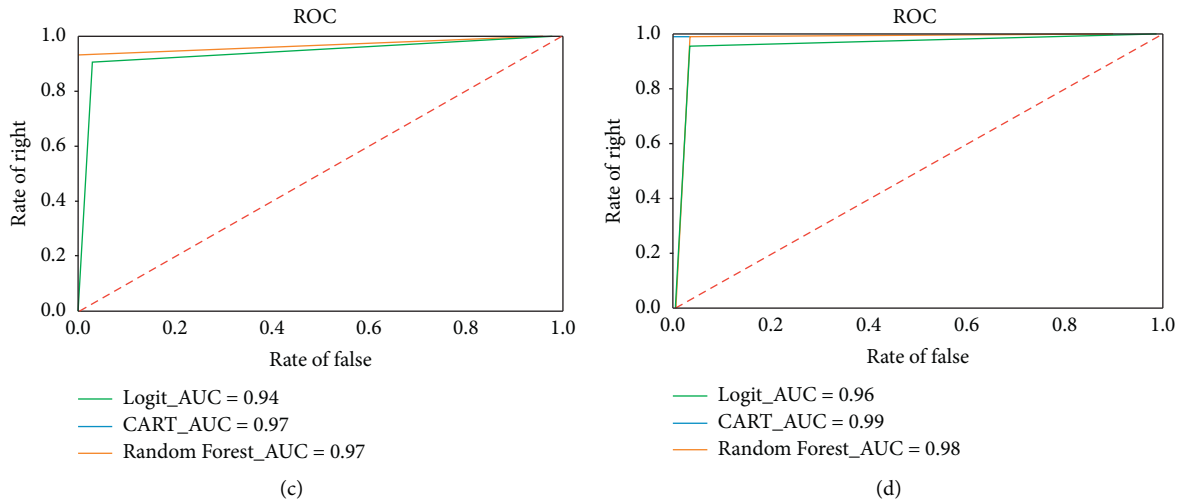 ROC
1.0
0.8
0.6
0.4
0.2
0.0
Rate of right
0.0 0.2 0.4 0.6 0.8 1.0
Rate of false
Logit_AUC = 0.94
CART_AUC = 0.97
Random Forest_AUC = 0.97
(c)
ROC
1.0
0.8
0.6
0.4
0.2
0.0
Rate of right
0.0 0.2 0.4 0.6 0.8 1.0
Rate of false
Logit_AUC = 0.96
CART_AUC = 0.99
Random Forest_AUC = 0.98
(d)